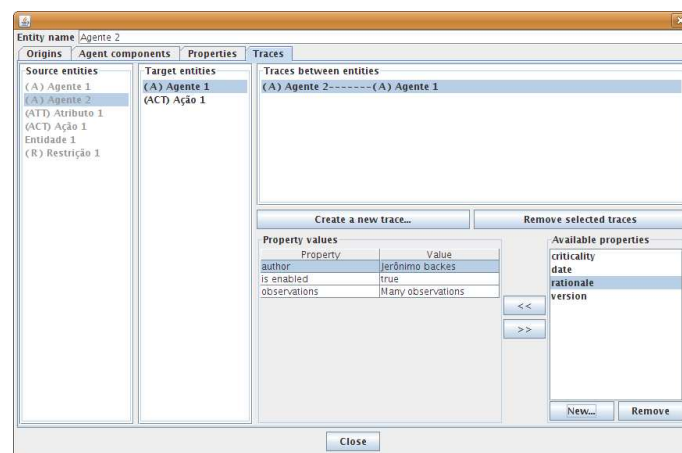 Entity name Agente 2
Origins Agent components Properties Traces
Source entities
(A) Agente 1
(A) Agente 2
(ATT) Atributo 1
(ACT) Ação 1
Entidade 1
(R) Restrição 1
Target entities
(A) Agente 1
(ACT) Ação 1
Traces between entities
(A) Agente 2-------(A) Agente 1
Create a new trace... Remove selected traces
Property values
Property Value
author Jerônimo backes
is enabled true
observations Many observations
<<
>>
Available properties
criticality
date
rationale
version
New... Remove
Close